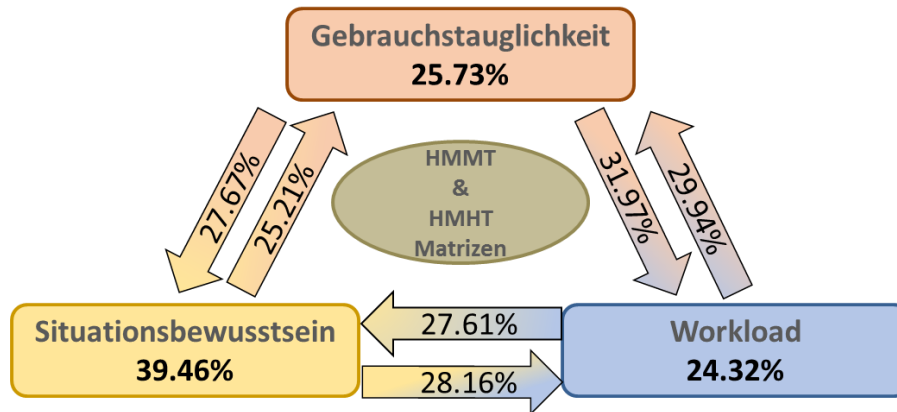 Gebrauchstauglichkeit
25.73%
27.67%
25.21%
HMMT
&
HMHT
Matrizen
31.97%
29.94%
Situationsbewusstsein
39.46%
27.61%
28.16%
Workload
24.32%